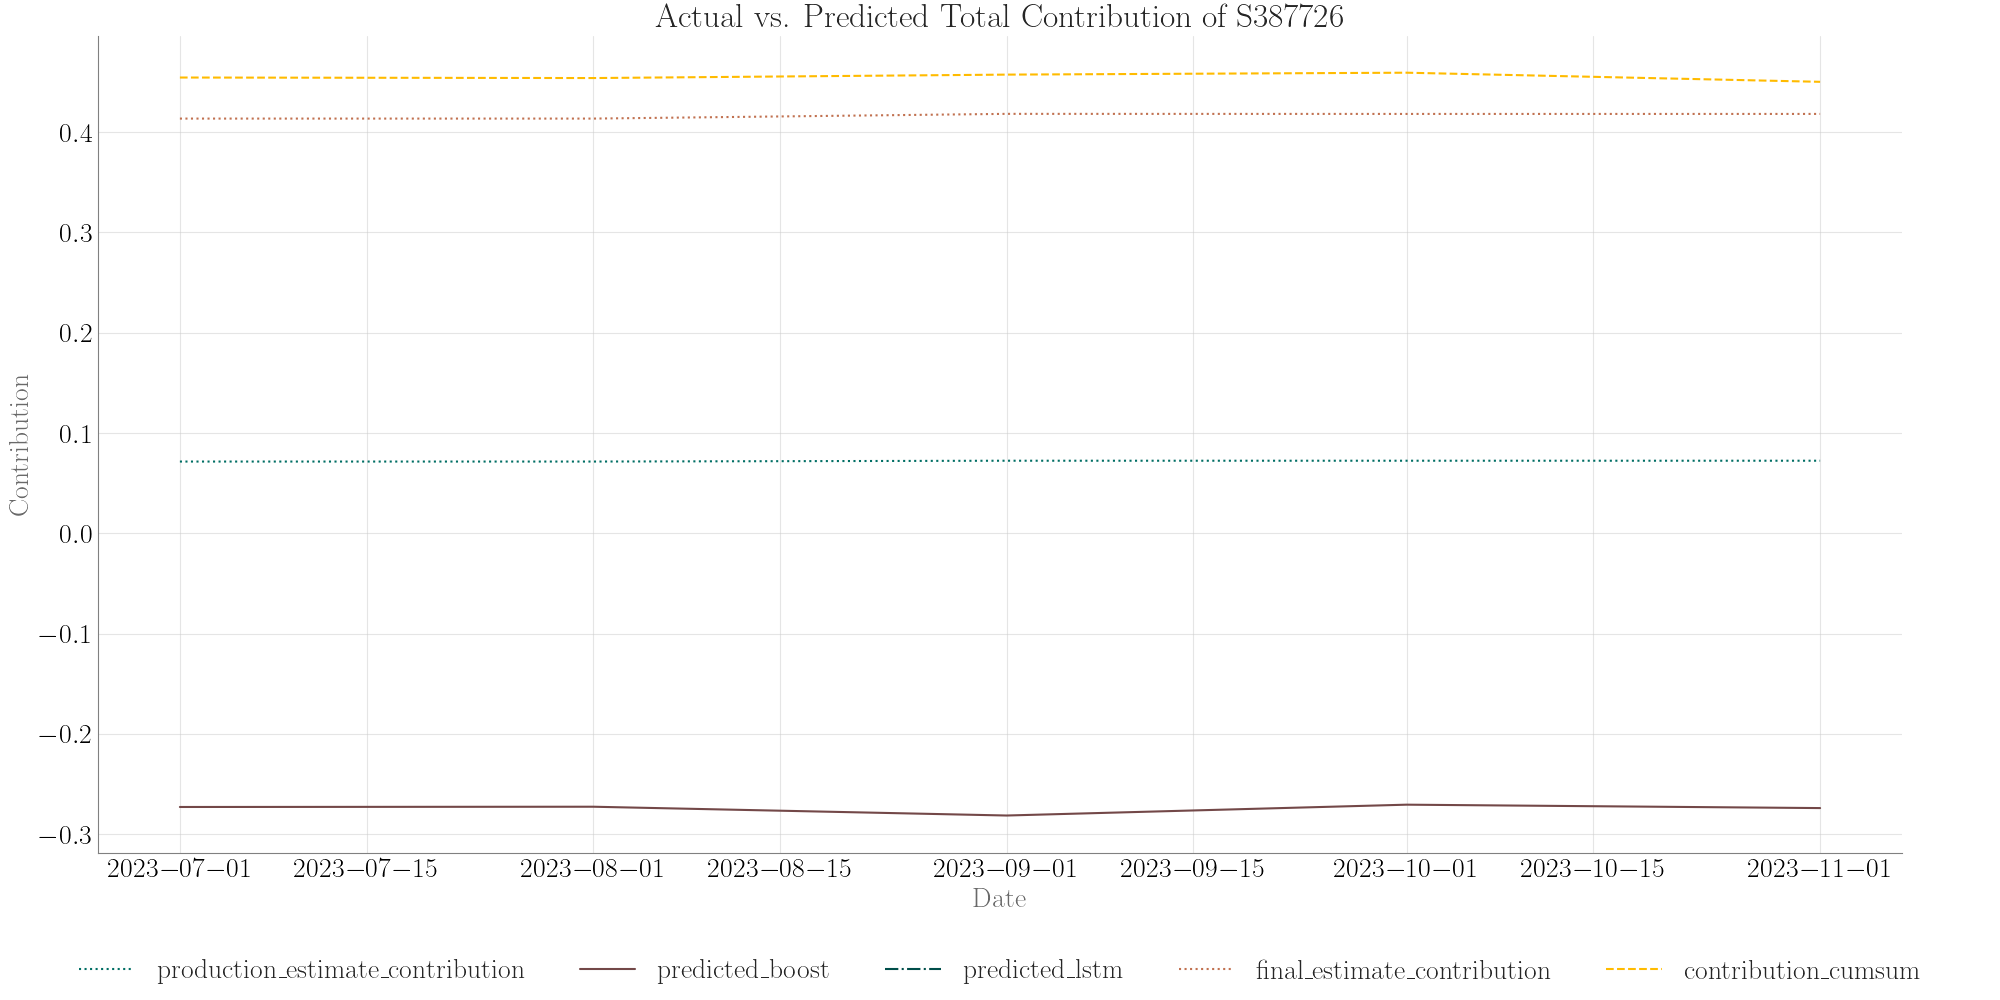 Actual vs. Predicted Total Contribution of S387726
Contribution
0.4
0.3
0.2
0.1
0.0
−0.1
−0.2
−0.3
2023−07−01 2023−07−15 2023−08−01 2023−08−15 2023−09−01 2023−09−15 2023−10−01 2023−10−15 2023−11−01
Date
production_estimate_contribution predicted_boost predicted_lstm final_estimate_contribution contribution_cumsum